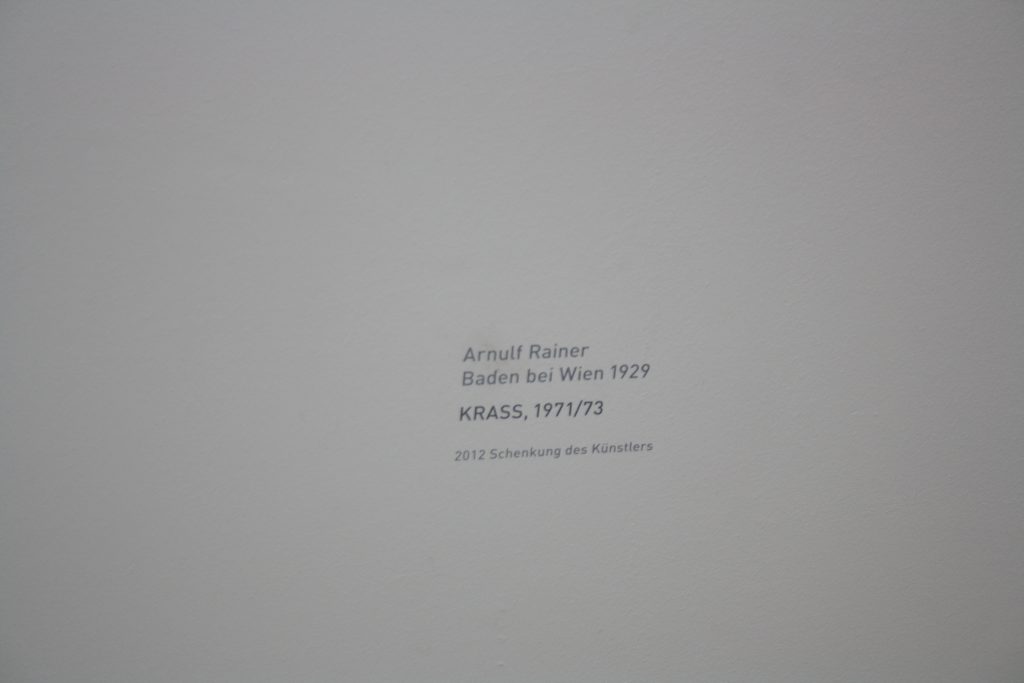 Arnulf Rainer
Baden bei Wien 1929
KRASS, 1971/73
2012 Schenkung des Künstlers